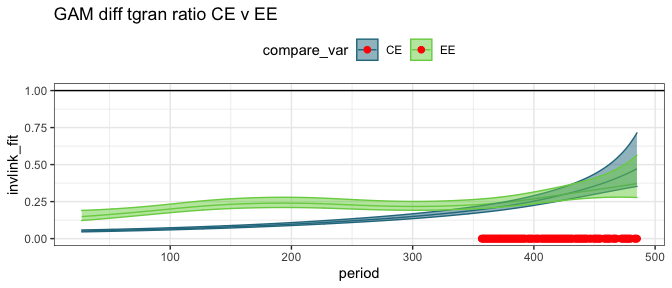 GAM diff tgran ratio CE v EE
compare_var CE EE
invlink_fit
1.00
0.75
0.50
0.25
0.00
100 200 300 400 500
period